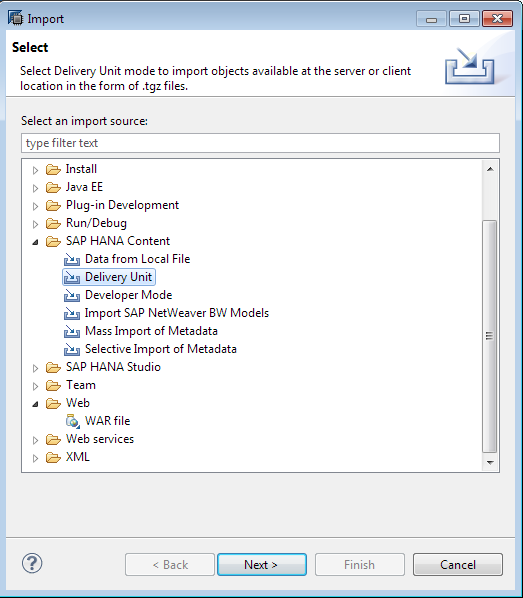 Import
Select
Select Delivery Unit mode to import objects available at the server or client
location in the form of .tgz files.
Select an import source:
type filter text
Install
Java EE
Plug-in Development
Run/Debug
SAP HANA Content
Data from Local File
Delivery Unit
Developer Mode
Import SAP NetWeaver BW Models
Mass Import of Metadata
Selective Import of Metadata
SAP HANA Studio
Team
Web
WAR file
Web services
XML
? < Back Next > Finish Cancel